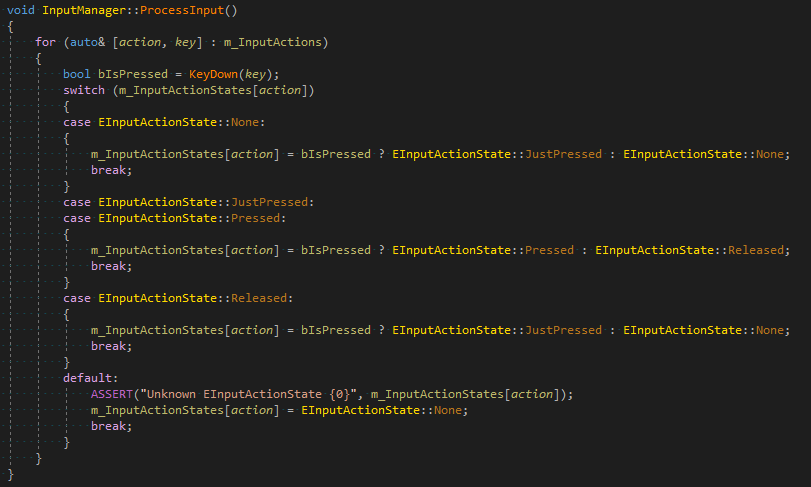 void InputManager::ProcessInput()
{
    for (auto& [action, key] : m_InputActions)
    {
        bool bIsPressed = KeyDown(key);
        switch (m_InputActionStates[action])
        {
        case EInputActionState::None:
        {
            m_InputActionStates[action] = bIsPressed ? EInputActionState::JustPressed : EInputActionState::None;
            break;
        }
        case EInputActionState::JustPressed:
        case EInputActionState::Pressed:
        {
            m_InputActionStates[action] = bIsPressed ? EInputActionState::Pressed : EInputActionState::Released;
            break;
        }
        case EInputActionState::Released:
        {
            m_InputActionStates[action] = bIsPressed ? EInputActionState::JustPressed : EInputActionState::None;
            break;
        }
        default:
            ASSERT("Unknown EInputActionState {0}", m_InputActionStates[action]);
            m_InputActionStates[action] = EInputActionState::None;
            break;
        }
    }
}